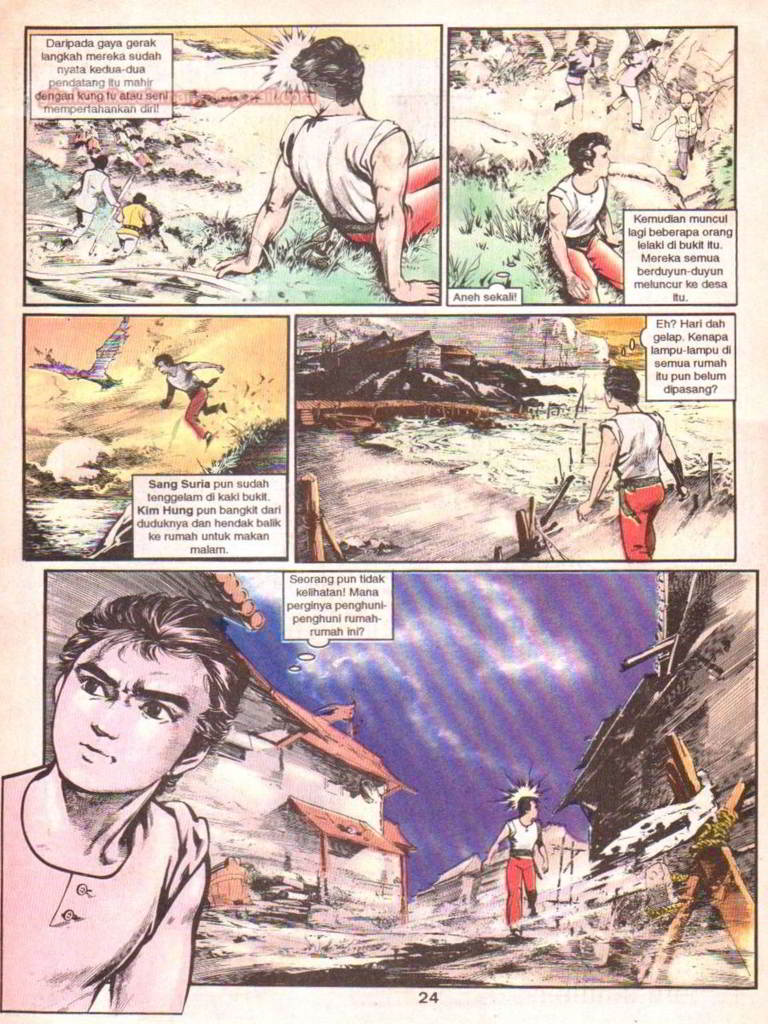 Daripada gaya gerak
langkah mereka sudah
nyata kedua-dua
pendatang itu mahir
dengan kung fu atau seni
mempertahankan diri!
Aneh sekali!
Kemudian muncul
lagi beberapa orang
lelaki di bukit itu.
Mereka semua
berduyun-duyun
meluncur ke desa
itu.
Sang Suria pun sudah
tenggelam di kaki bukit.
Kim Hung pun bangkit dari
duduknya dan hendak balik
ke rumah untuk makan
malam.
Eh? Hari dah
gelap. Kenapa
lampu-lampu di
semua rumah
itu pun belum
dipasang?
Seorang pun tidak
kelihatan! Mana
perginya penghuni-
penghuni rumah-
rumah ini?
24